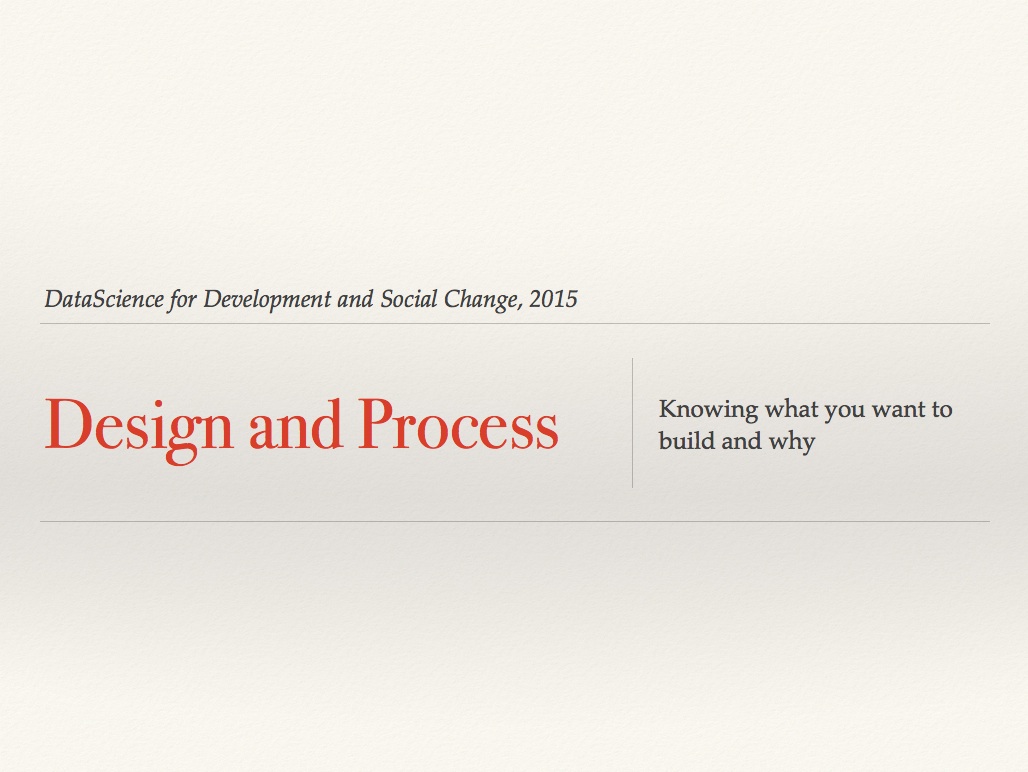 DataScience for Development and Social Change, 2015
Design and Process
Knowing what you want to
build and why